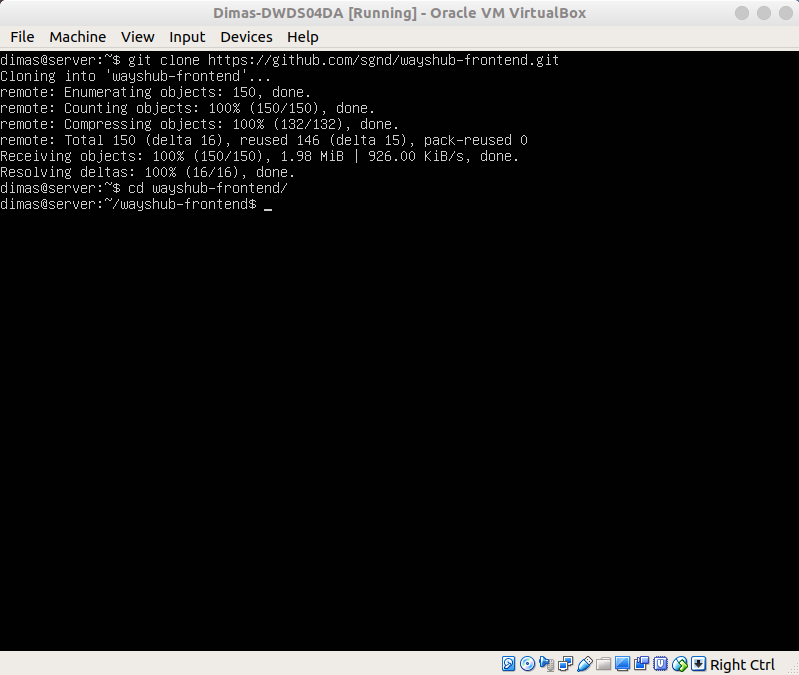 Dimas-DWDS04DA [Running] - Oracle VM VirtualBox
File Machine View Input Devices Help
dimas@server:~$ git clone https://github.com/sgnd/wayshub-frontend.git
Cloning into 'wayshub-frontend'...
remote: Enumerating objects: 150, done.
remote: Counting objects: 100% (150/150), done.
remote: Compressing objects: 100% (132/132), done.
remote: Total 150 (delta 16), reused 146 (delta 15), pack-reused 0
Receiving objects: 100% (150/150), 1.98 MiB | 926.00 KiB/s, done.
Resolving deltas: 100% (16/16), done.
dimas@server:~$ cd wayshub-frontend/
dimas@server:~/wayshub-frontend$ _
Right Ctrl